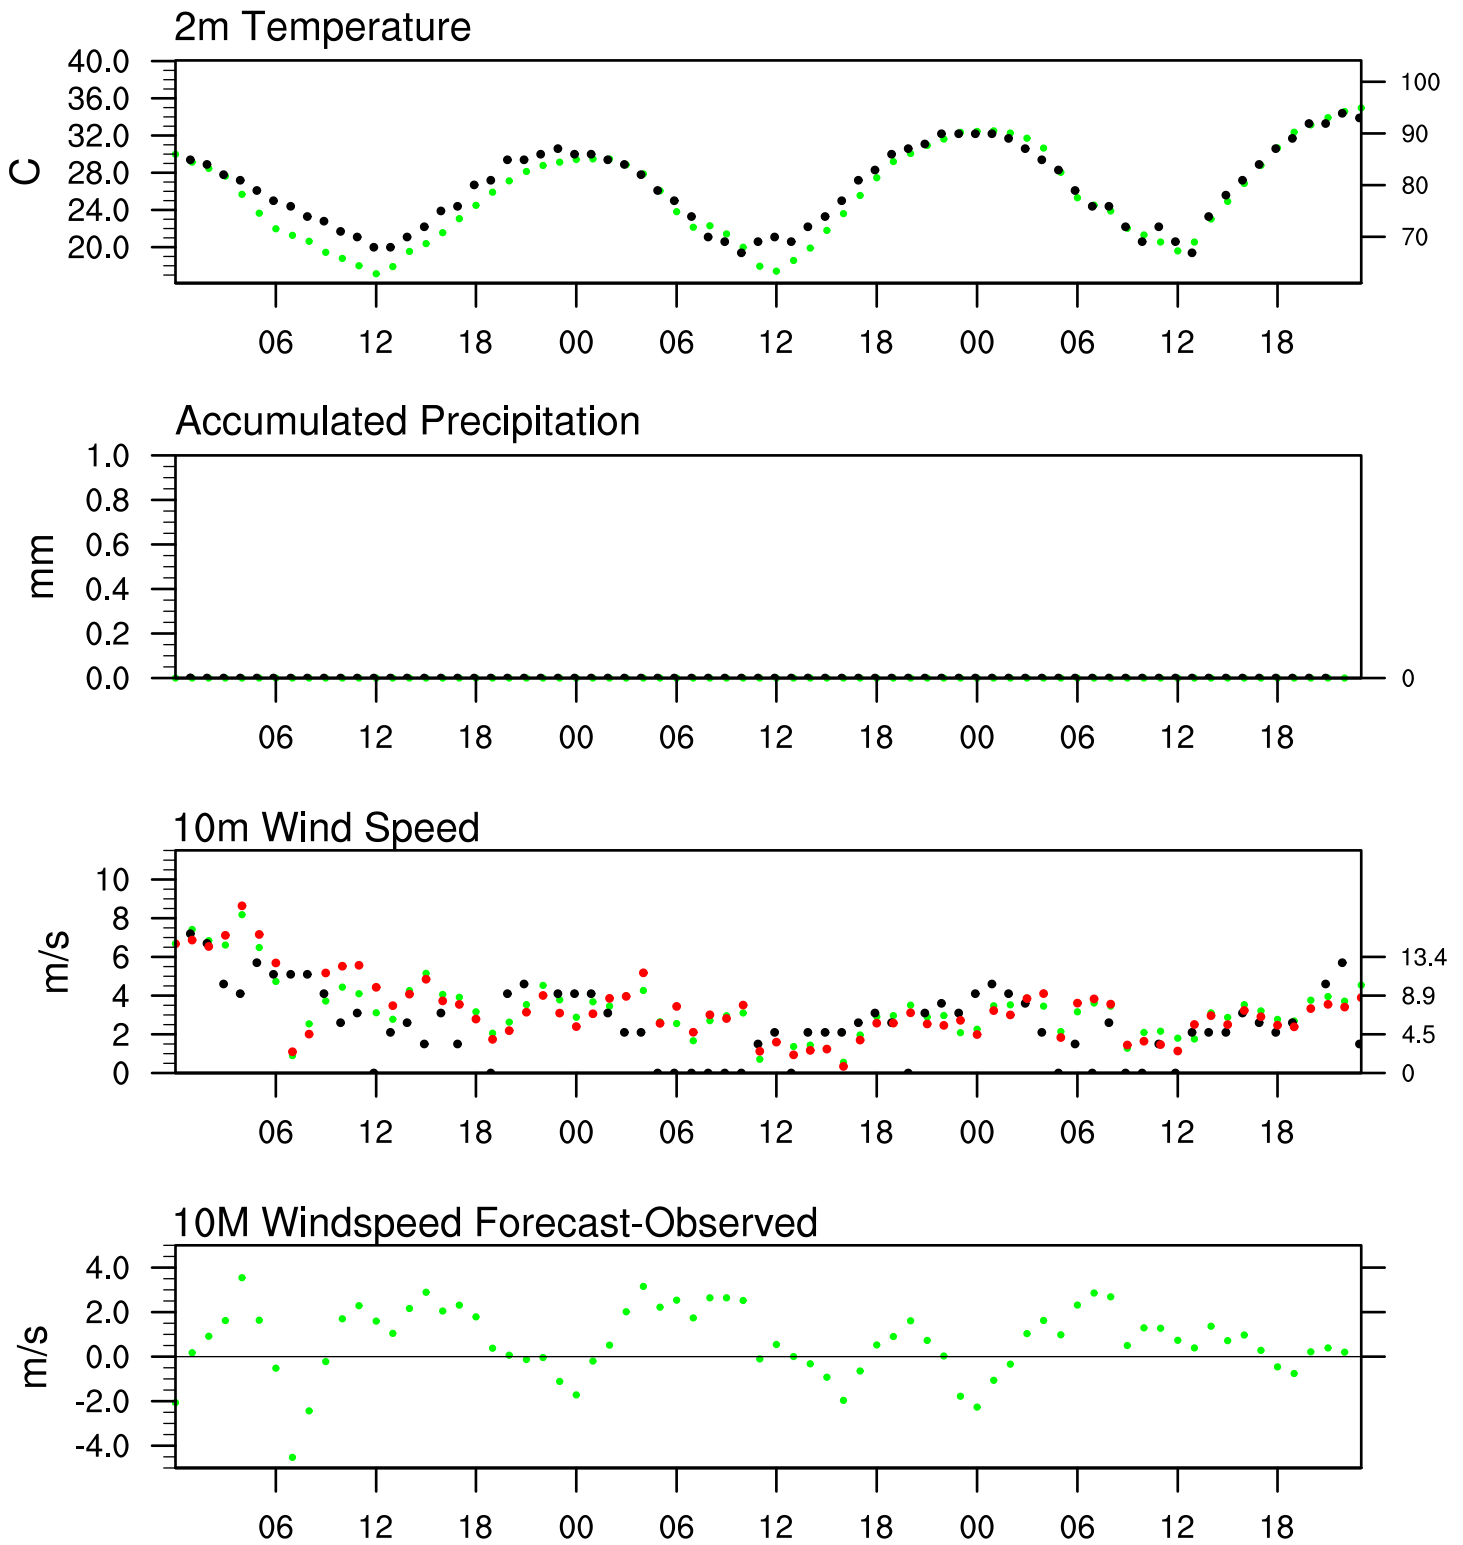 2m Temperature
40.0
36.0
32.0
28.0
24.0
20.0
C
100
90
80
70
06 12 18 00 06 12 18 00 06 12 18
Accumulated Precipitation
1.0
0.8
0.6
0.4
0.2
0.0
mm
0
06 12 18 00 06 12 18 00 06 12 18
10m Wind Speed
10
8
6
4
2
0
m/s
13.4
8.9
4.5
0
06 12 18 00 06 12 18 00 06 12 18
10M Windspeed Forecast-Observed
4.0
2.0
0.0
-2.0
-4.0
m/s
06 12 18 00 06 12 18 00 06 12 18